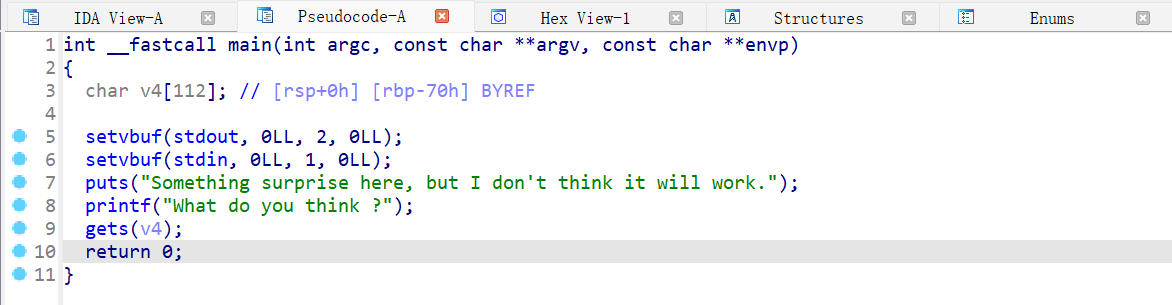 IDA View-A Pseudocode-A Hex View-1 Structures Enums
1 int __fastcall main(int argc, const char **argv, const char **envp)
2 {
3 char v4[112]; // [rsp+0h] [rbp-70h] BYREF
4
5 setvbuf(stdout, 0LL, 2, 0LL);
6 setvbuf(stdin, 0LL, 1, 0LL);
7 puts("Something surprise here, but I don't think it will work.");
8 printf("What do you think ?");
9 gets(v4);
10 return 0;
11 }